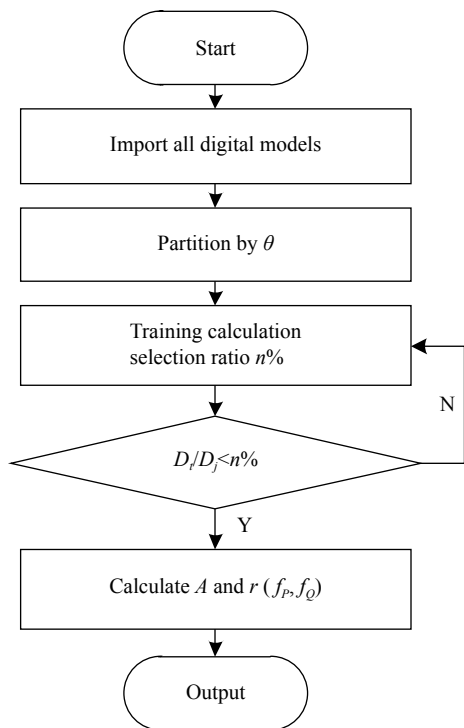 Start
Import all digital models
Partition by θ
Training calculation
selection ratio n%
N
D_t/D_j<n%
Y
Calculate A and r (f_P, f_Q)
Output